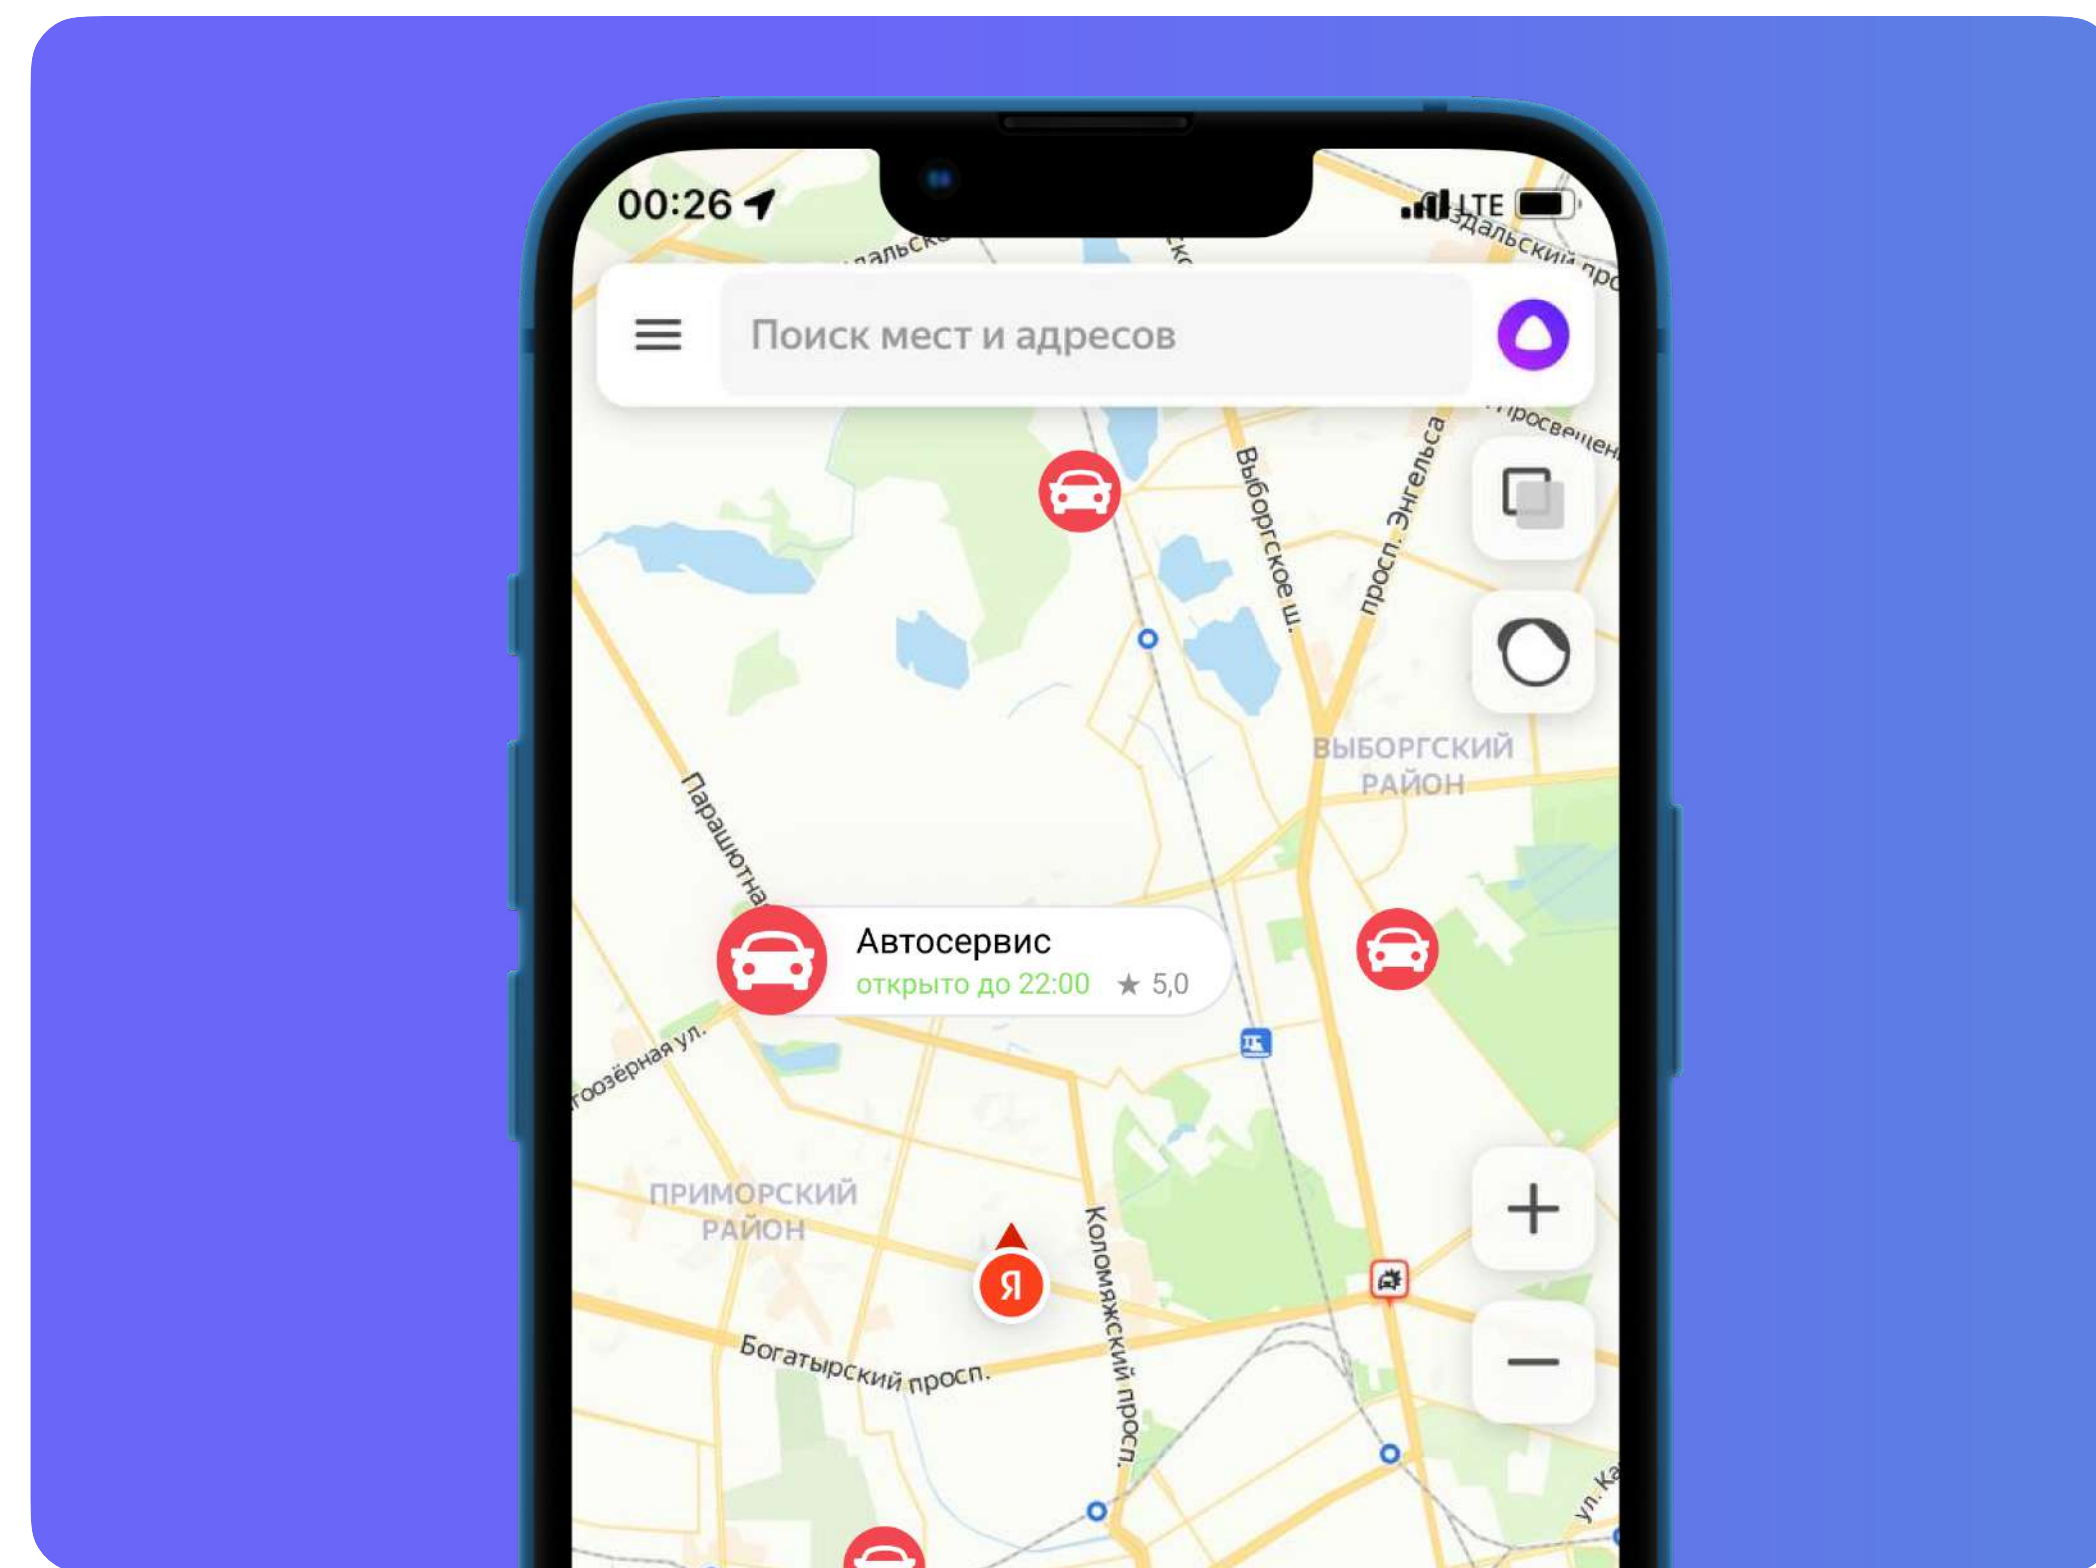 00:26
LTE
Поиск мест и адресов
Выборгское ш.
просп. Энгельса
ВЫБОРГСКИЙ
РАЙОН
Парашютная
Автосервис
открыто до 22:00 ★ 5,0
ПРИМОРСКИЙ
РАЙОН
Я
Коломяжский просп.
Богатырский просп.